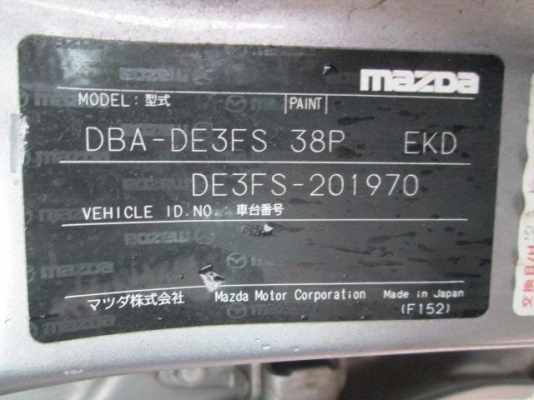 mazda
MODEL: 型式 PAINT
DBA-DE3FS 38P EKD
DE3FS-201970
VEHICLE ID.NO.: 車台番号
マツダ株式会社 Mazda Motor Corporation Made in Japan
(F152)